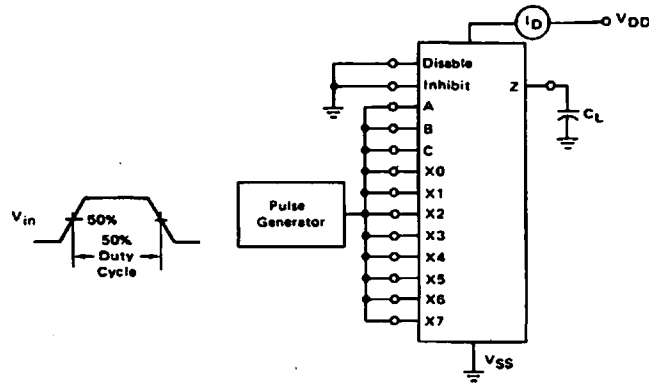 I_D
V_DD
Disable
Inhibit
A
Z
B
C
X0
X1
X2
X3
X4
X5
X6
X7
C_L
Pulse
Generator
V_in
50%
50%
Duty
Cycle
V_SS